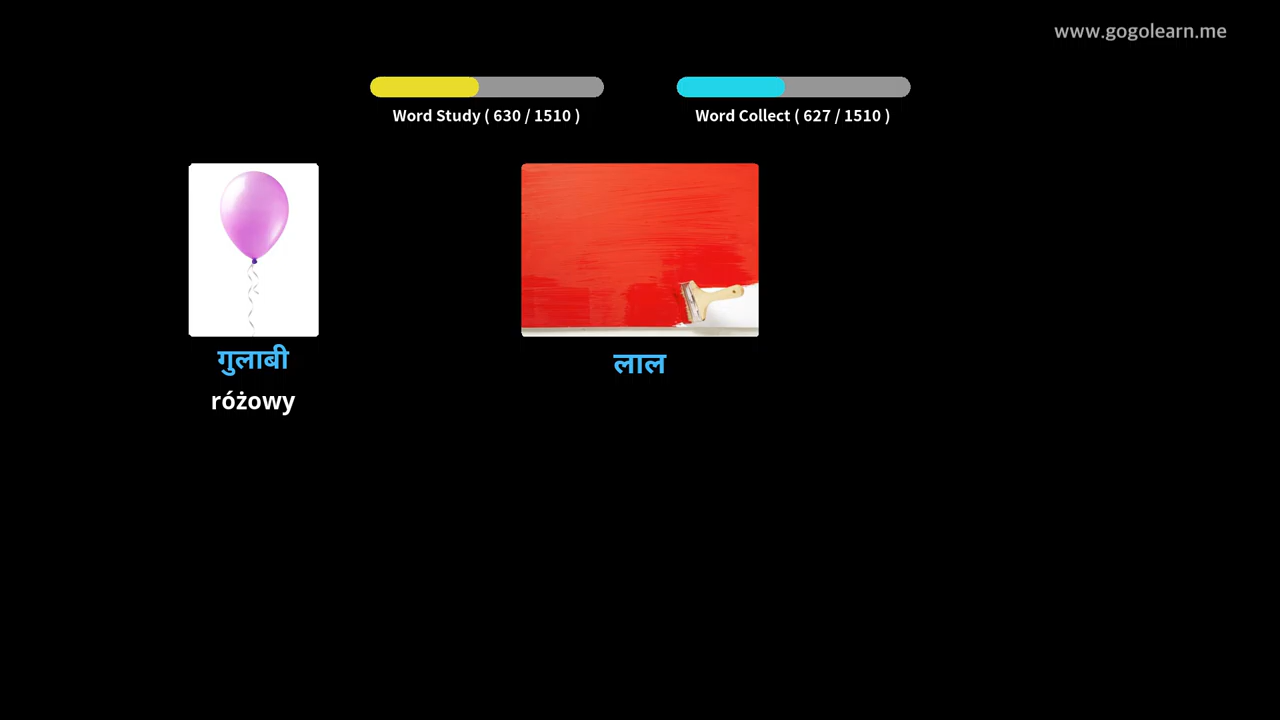 www.gogolearn.me
Word Study ( 630 / 1510 )
Word Collect ( 627 / 1510 )
गुलाबी
różowy
लाल